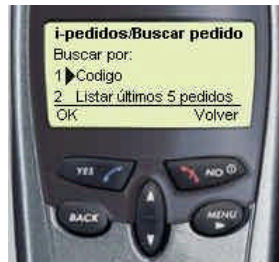 i-pedidos/Buscar pedido
Buscar por:
1 Codigo
2 Listar últimos 5 pedidos
OK Volver
YES NO
BACK MENU